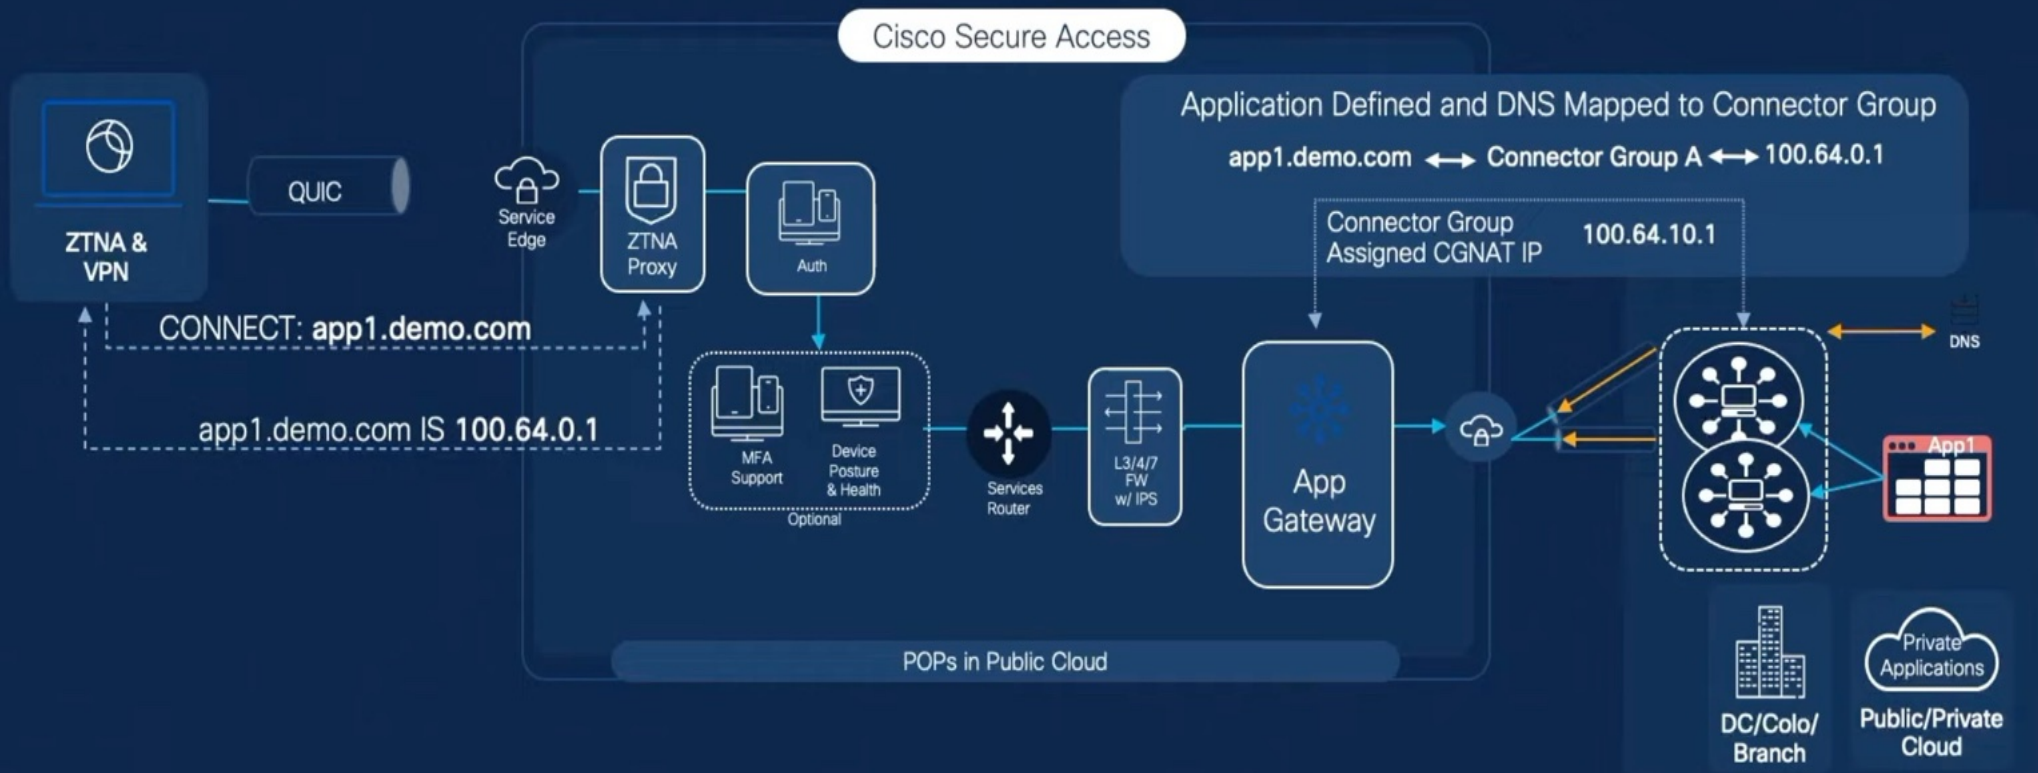 Cisco Secure Access
Application Defined and DNS Mapped to Connector Group
app1.demo.com Connector Group A 100.64.0.1
Connector Group
Assigned CGNAT IP
100.64.10.1
ZTNA &
VPN
QUIC
Service
Edge
ZTNA
Proxy
Auth
CONNECT: app1.demo.com
app1.demo.com IS 100.64.0.1
MFA
Support
Device
Posture
& Health
Optional
Services
Router
L3/4/7
FW
w/ IPS
App
Gateway
DNS
App1
POPs in Public Cloud
DC/Colo/
Branch
Private
Applications
Public/Private
Cloud